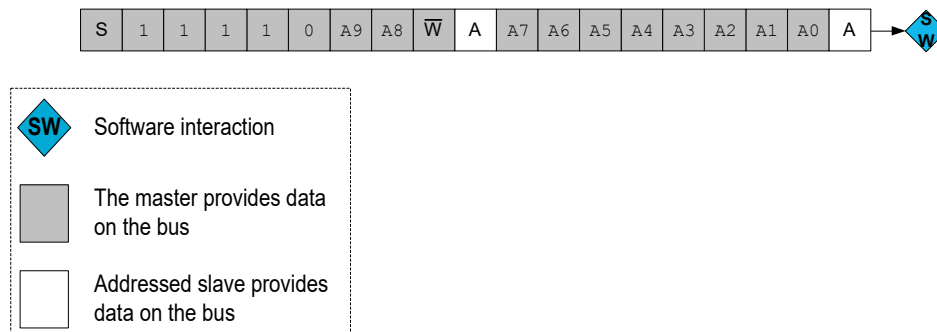 S 1 1 1 1 0 A9 A8 W̅ A A7 A6 A5 A4 A3 A2 A1 A0 A S W
SW Software interaction
The master provides data
on the bus
Addressed slave provides
data on the bus